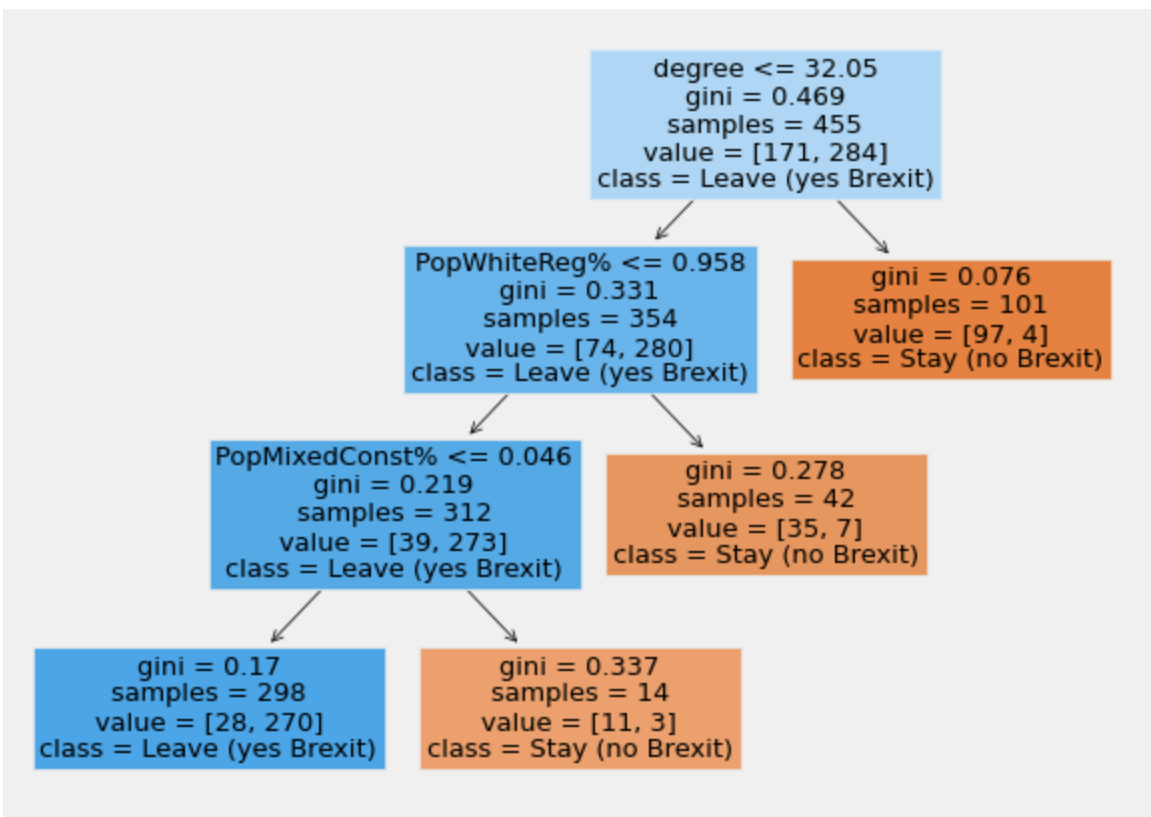 degree <= 32.05
gini = 0.469
samples = 455
value = [171, 284]
class = Leave (yes Brexit)
PopWhiteReg% <= 0.958
gini = 0.331
samples = 354
value = [74, 280]
class = Leave (yes Brexit)
gini = 0.076
samples = 101
value = [97, 4]
class = Stay (no Brexit)
PopMixedConst% <= 0.046
gini = 0.219
samples = 312
value = [39, 273]
class = Leave (yes Brexit)
gini = 0.278
samples = 42
value = [35, 7]
class = Stay (no Brexit)
gini = 0.17
samples = 298
value = [28, 270]
class = Leave (yes Brexit)
gini = 0.337
samples = 14
value = [11, 3]
class = Stay (no Brexit)